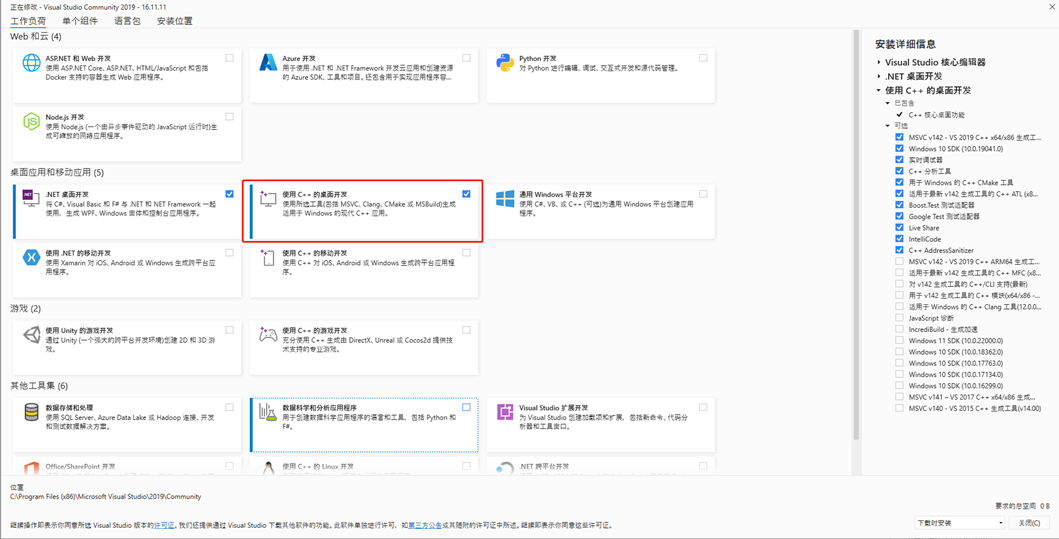 正在修改 - Visual Studio Community 2019 - 16.11.11
工作负荷 单个组件 语言包 安装位置
Web 和云 (4)
ASP.NET 和 Web 开发
使用 ASP.NET Core、ASP.NET、HTML/JavaScript 和包括
Docker 支持的容器生成 Web 应用程序。
Azure 开发
用于使用 .NET 和 .NET Framework 开发云应用和创建资源
的 Azure SDK、工具和项目。还包含用于实现应用程序容...
Python 开发
对 Python 进行编辑、调试、交互式开发和源代码管理。
Node.js 开发
使用 Node.js (一个由异步事件驱动的 JavaScript 运行时)生
成可缩放的网络应用程序。
桌面应用和移动应用 (5)
.NET 桌面开发
将 C#、Visual Basic 和 F# 与 .NET 和 .NET Framework 一起
使用，生成 WPF、Windows 窗体和控制台应用程序。
使用 C++ 的桌面开发
使用所选工具(包括 MSVC、Clang、CMake 或 MSBuild)生成
适用于 Windows 的现代 C++ 应用。
通用 Windows 平台开发
使用 C#、VB、或 C++ (可选)为通用 Windows 平台创建应用
程序。
使用 .NET 的移动开发
使用 Xamarin 对 iOS、Android 或 Windows 生成跨平台应
用程序。
使用 C++ 的移动开发
使用 C++ 对 iOS、Android 或 Windows 生成跨平台应用程
序。
游戏 (2)
使用 Unity 的游戏开发
通过 Unity (一个强大的跨平台开发环境)创建 2D 和 3D 游
戏。
使用 C++ 的游戏开发
充分使用 C++ 生成由 DirectX、Unreal 或 Cocos2d 提供技
术支持的专业游戏。
其他工具集 (6)
数据存储和处理
使用 SQL Server、Azure Data Lake 或 Hadoop 连接、开发
和测试数据解决方案。
数据科学和分析应用程序
用于创建数据科学应用程序的语言和工具，包括 Python 和
F#。
Visual Studio 扩展开发
为 Visual Studio 创建加载项和扩展，包括新命令、代码分
析器和工具窗口。
Office/SharePoint 开发
使用 C++ 的 Linux 开发
.NET 跨平台开发
安装详细信息
Visual Studio 核心编辑器
.NET 桌面开发
使用 C++ 的桌面开发
已包含
C++ 核心桌面功能
可选
MSVC v142 - VS 2019 C++ x64/x86 生成工...
Windows 10 SDK (10.0.19041.0)
实时调试器
C++ 分析工具
用于 Windows 的 C++ CMake 工具
适用于最新 v142 生成工具的 C++ ATL (x8...
Boost.Test 测试适配器
Google Test 测试适配器
Live Share
IntelliCode
C++ AddressSanitizer
MSVC v142 - VS 2019 C++ ARM64 生成工...
适用于最新 v142 生成工具的 C++ MFC (x8...
对 v142 生成工具的 C++/CLI 支持(最新)
用于 v142 生成工具的 C++ 模块(x64/x86 -...
适用于 Windows 的 C++ Clang 工具(12.0.0...
JavaScript 诊断
IncrediBuild - 生成加速
Windows 11 SDK (10.0.22000.0)
Windows 10 SDK (10.0.18362.0)
Windows 10 SDK (10.0.17763.0)
Windows 10 SDK (10.0.17134.0)
Windows 10 SDK (10.0.16299.0)
MSVC v141 – VS 2017 C++ x64/x86 生成...
MSVC v140 - VS 2015 C++ 生成工具(v14.00)
位置
C:\Program Files (x86)\Microsoft Visual Studio\2019\Community
要求的总空间 0 B
继续操作即表示你同意所选 Visual Studio 版本的许可证。我们还提供通过 Visual Studio 下载其他软件的功能。此软件单独进行许可，如第三方公告或其随附的许可证中所述。继续即表示你同意这些许可证。
下载时安装
关闭(C)